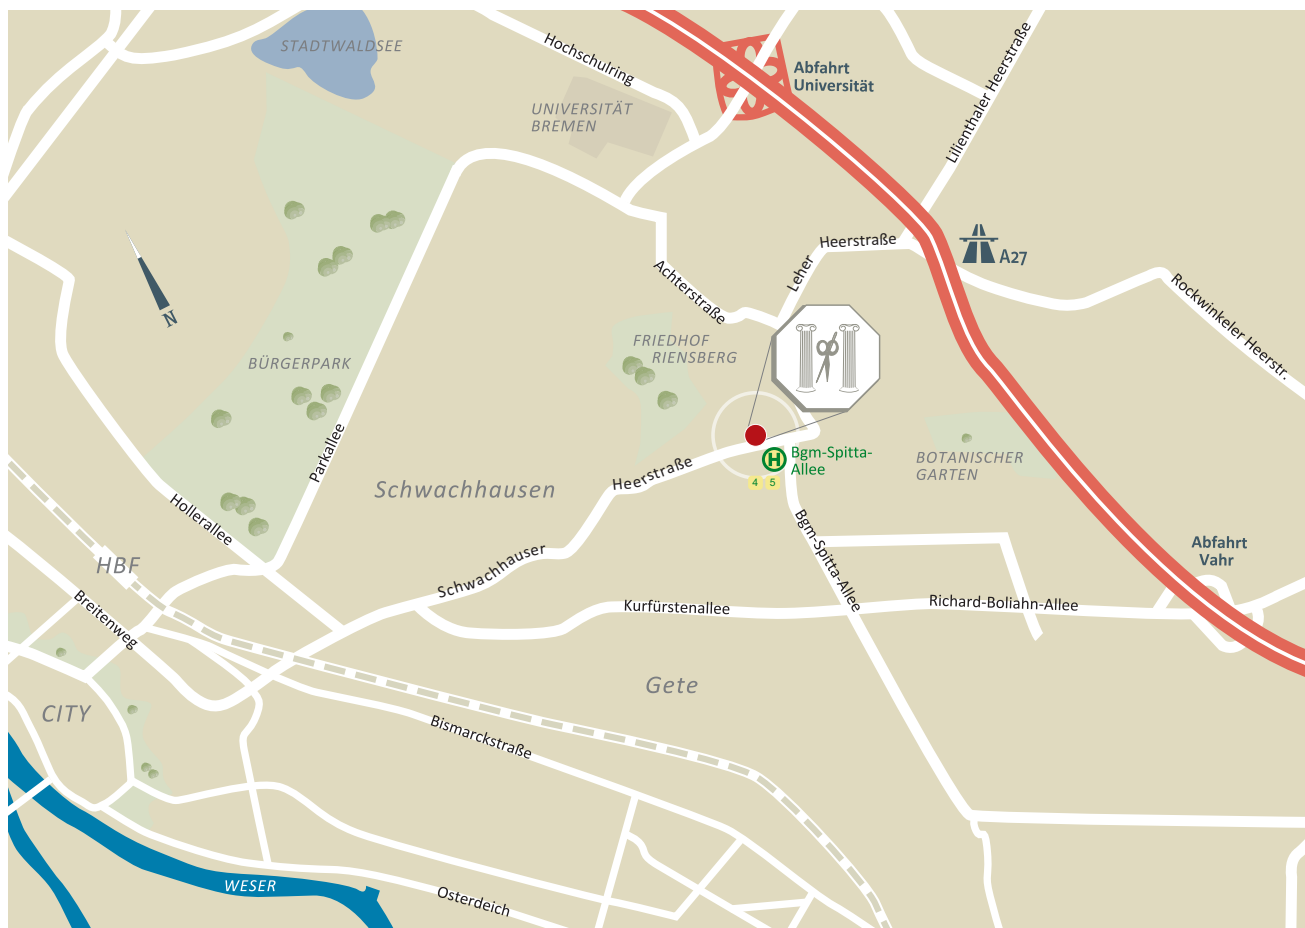 STADTWALDSEE
Hochschulring
Abfahrt
Universität
Lilienthaler Heerstraße
UNIVERSITÄT
BREMEN
Leher
Heerstraße
A27
Achterstraße
Rockwinkeler Heerstr.
N
FRIEDHOF
RIENSBERG
BÜRGERPARK
Parkallee
Schwachhausen
Heerstraße
H
Bgm-Spitta-
Allee
4 5
BOTANISCHER
GARTEN
Hollerallee
Bgm-Spitta-Allee
Abfahrt
Vahr
HBF
Schwachhauser
Breitenweg
Kurfürstenallee
Richard-Boliahn-Allee
Gete
CITY
Bismarckstraße
WESER
Osterdeich